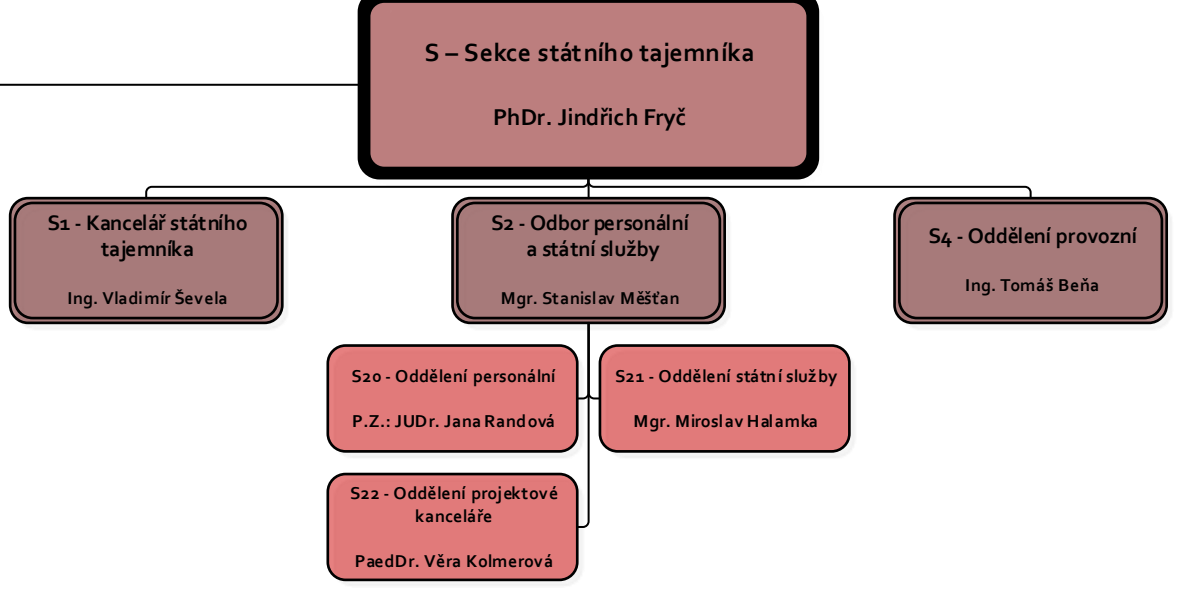 S – Sekce státního tajemníka
PhDr. Jindřich Fryč
S1 - Kancelář státního
tajemníka
Ing. Vladimír Ševela
S2 - Odbor personální
a státní služby
Mgr. Stanislav Měšťan
S4 - Oddělení provozní
Ing. Tomáš Beňa
S20 - Oddělení personální
P.Z.: JUDr. Jana Randová
S21 - Oddělení státní služby
Mgr. Miroslav Halamka
S22 - Oddělení projektové
kanceláře
PaedDr. Věra Kolmerová